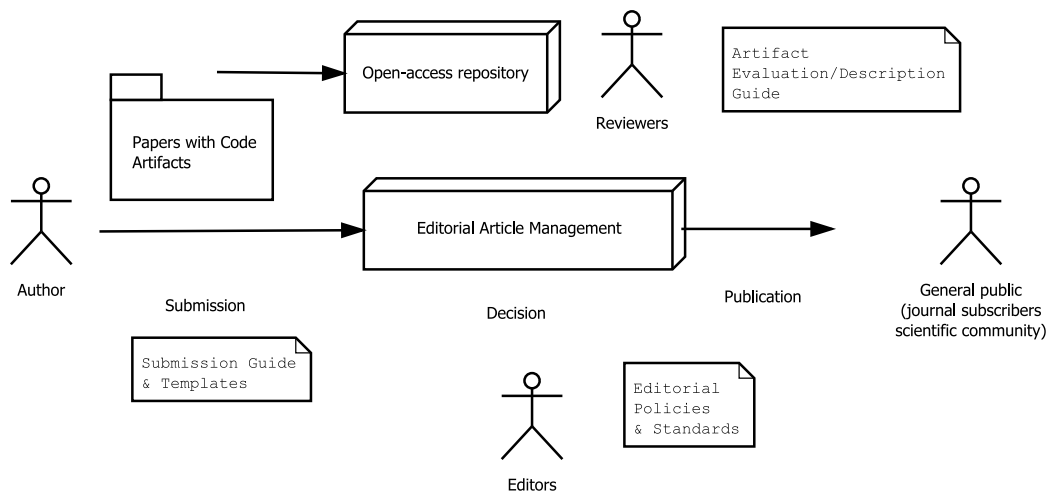 Artifact
Evaluation/Description
Guide
Open-access repository
Reviewers
Papers with Code
Artifacts
Editorial Article Management
Author
Submission
Decision
Publication
General public
(journal subscribers
scientific community)
Submission Guide
& Templates
Editorial
Policies
& Standards
Editors